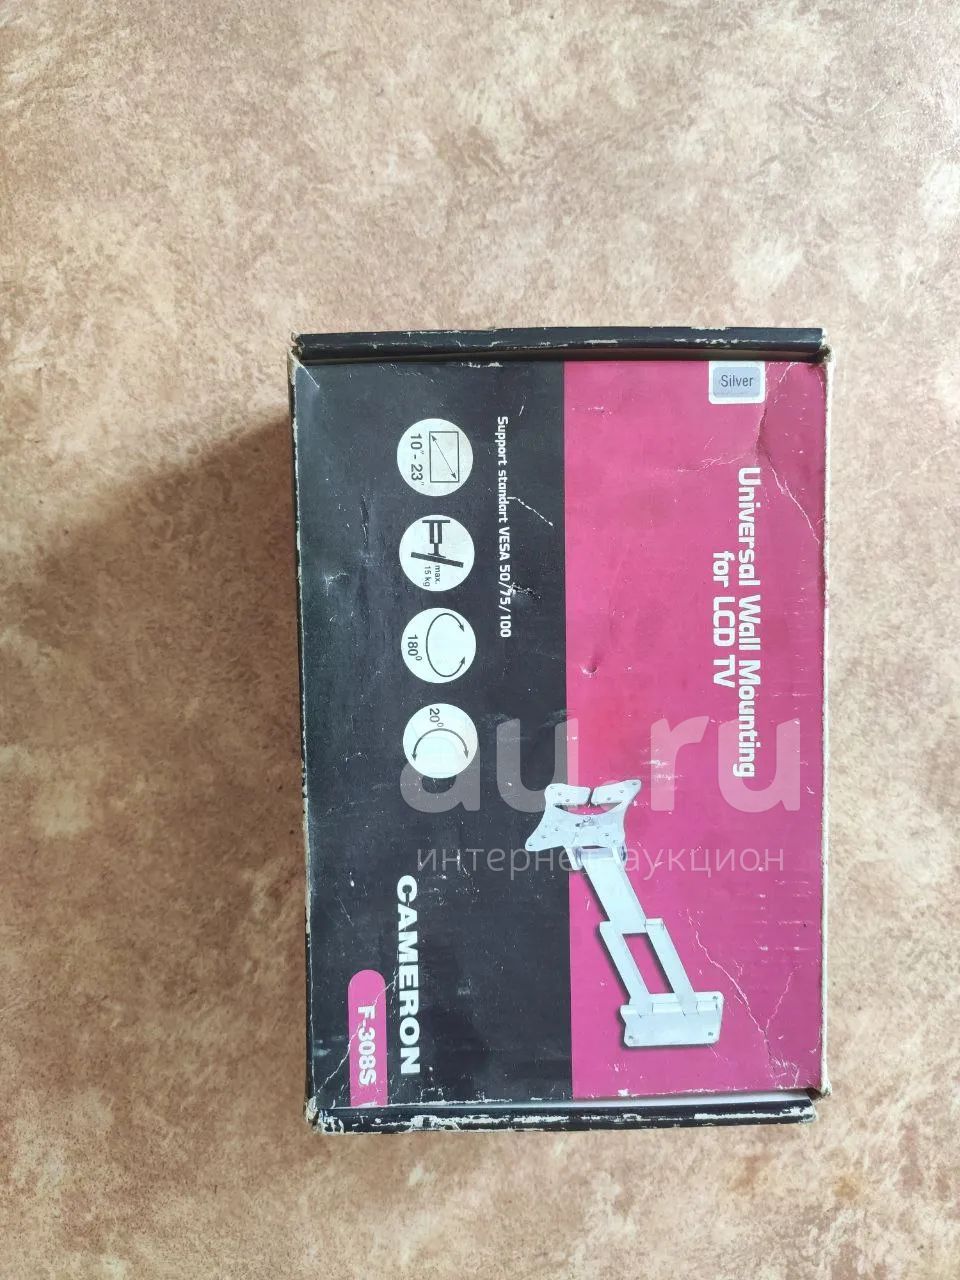 Silver
Universal Wall Mounting
for LCD TV
Support standart VESA 50/75/100
10" - 23"
max.
15 kg
180°
20°
CAMERON
F-308S
au.ru
интернет-аукцион